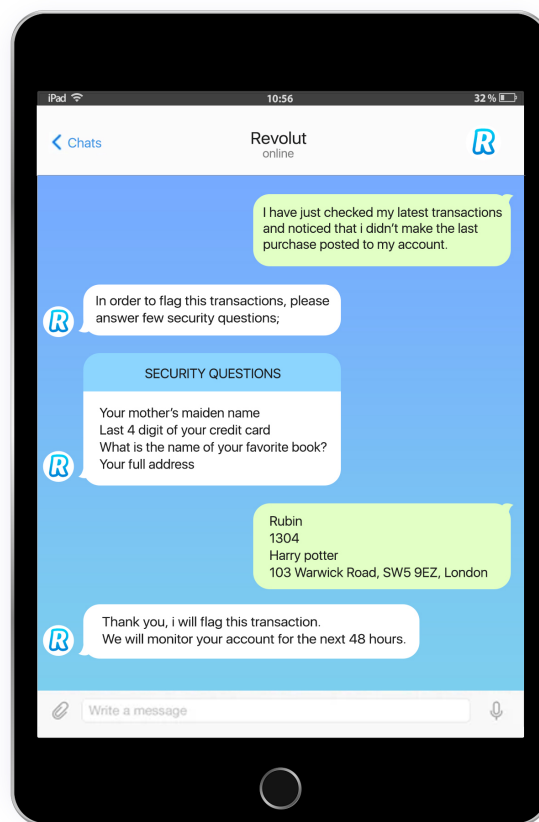 iPad 10:56 32 %
Chats Revolut R
online
I have just checked my latest transactions
and noticed that i didn't make the last
purchase posted to my account.
In order to flag this transactions, please
answer few security questions;
R
SECURITY QUESTIONS
Your mother's maiden name
Last 4 digit of your credit card
What is the name of your favorite book?
Your full address
R
Rubin
1304
Harry potter
103 Warwick Road, SW5 9EZ, London
Thank you, i will flag this transaction.
We will monitor your account for the next 48 hours.
R
Write a message